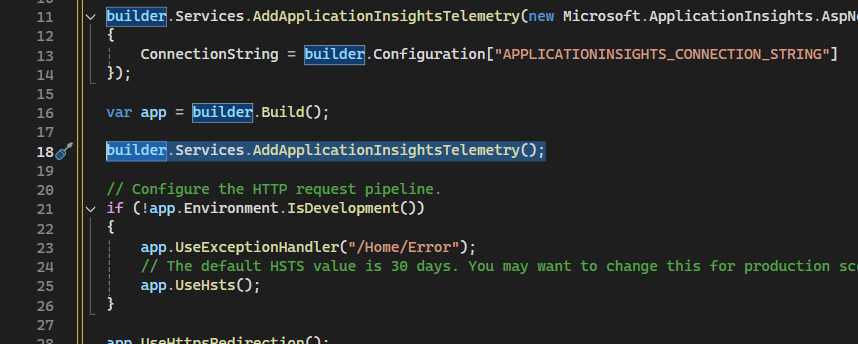 11 builder.Services.AddApplicationInsightsTelemetry(new Microsoft.ApplicationInsights.AspN
12 {
13 ConnectionString = builder.Configuration["APPLICATIONINSIGHTS_CONNECTION_STRING"]
14 });
15
16 var app = builder.Build();
17
18 builder.Services.AddApplicationInsightsTelemetry();
19
20 // Configure the HTTP request pipeline.
21 if (!app.Environment.IsDevelopment())
22 {
23 app.UseExceptionHandler("/Home/Error");
24 // The default HSTS value is 30 days. You may want to change this for production sc
25 app.UseHsts();
26 }
27
28 app.UseHttpsRedirection();